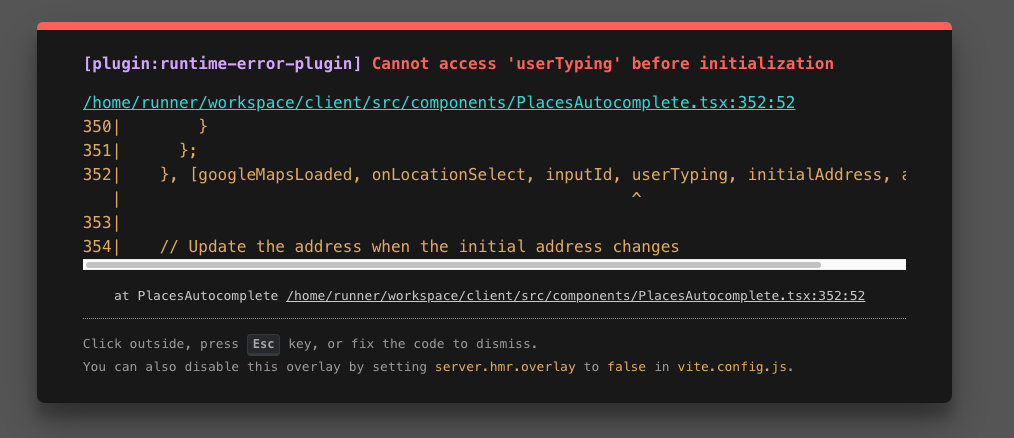 [plugin:runtime-error-plugin] Cannot access 'userTyping' before initialization
/home/runner/workspace/client/src/components/PlacesAutocomplete.tsx:352:52
350|        }
351|      };
352|    }, [googleMapsLoaded, onLocationSelect, inputId, userTyping, initialAddress, a
   |                                                     ^
353|
354|    // Update the address when the initial address changes
at PlacesAutocomplete /home/runner/workspace/client/src/components/PlacesAutocomplete.tsx:352:52
Click outside, press Esc key, or fix the code to dismiss.
You can also disable this overlay by setting server.hmr.overlay to false in vite.config.js.